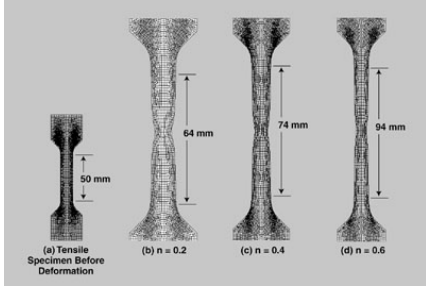 64 mm
74 mm
94 mm
50 mm
(a) Tensile
Specimen Before
Deformation
(b) n = 0.2
(c) n = 0.4
(d) n = 0.6